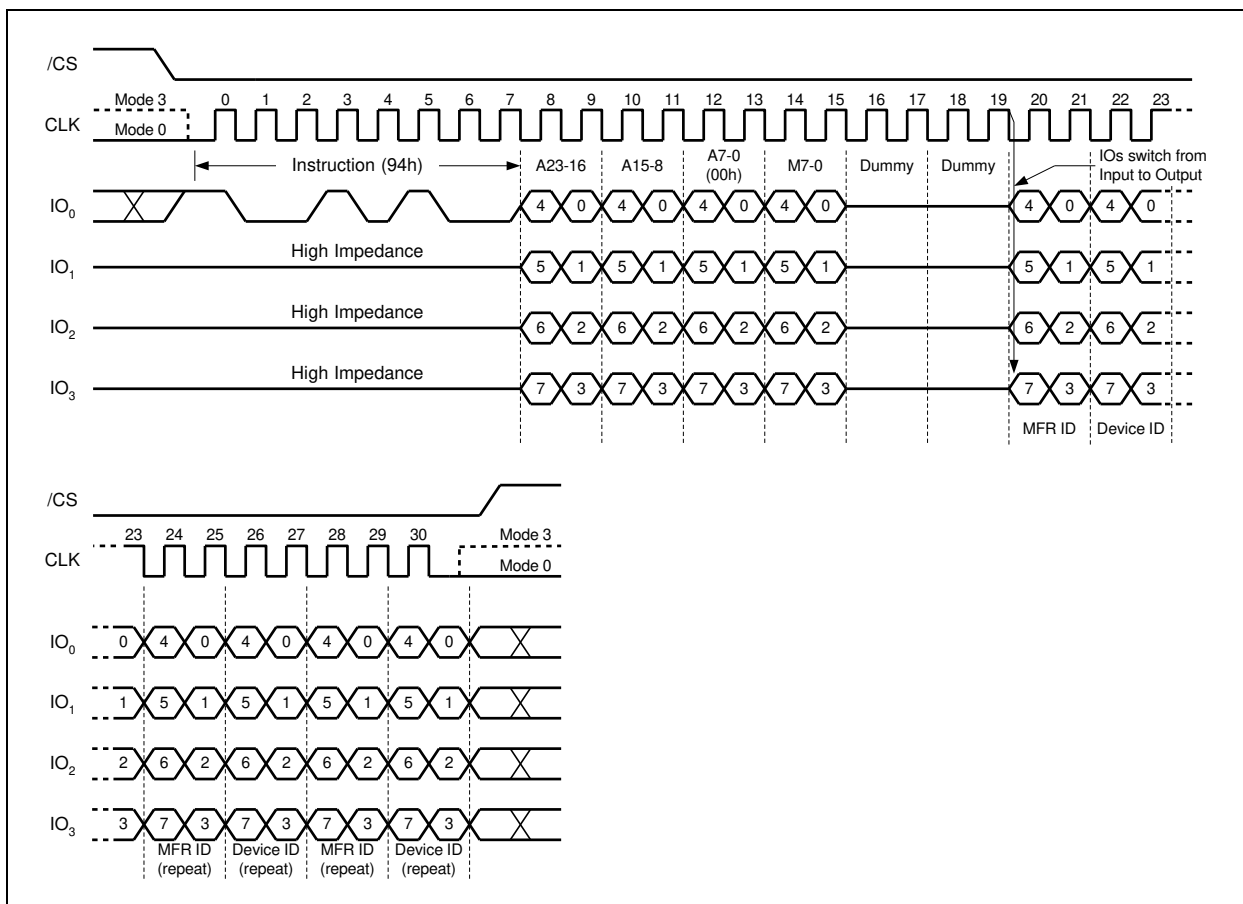 /CS
Mode 3 0 1 2 3 4 5 6 7 8 9 10 11 12 13 14 15 16 17 18 19 20 21 22 23
CLK
Mode 0
Instruction (94h) A23-16 A15-8 A7-0 (00h) M7-0 Dummy Dummy
IOs switch from
Input to Output
IO0 4 0 4 0 4 0 4 0 4 0 4 0
High Impedance
IO1 5 1 5 1 5 1 5 1 5 1 5 1
High Impedance
IO2 6 2 6 2 6 2 6 2 6 2 6 2
High Impedance
IO3 7 3 7 3 7 3 7 3 7 3 7 3
MFR ID Device ID
/CS
23 24 25 26 27 28 29 30 Mode 3
CLK
Mode 0
IO0 0 4 0 4 0 4 0 4 0
IO1 1 5 1 5 1 5 1 5 1
IO2 2 6 2 6 2 6 2 6 2
IO3 3 7 3 7 3 7 3 7 3
MFR ID Device ID MFR ID Device ID
(repeat) (repeat) (repeat) (repeat)